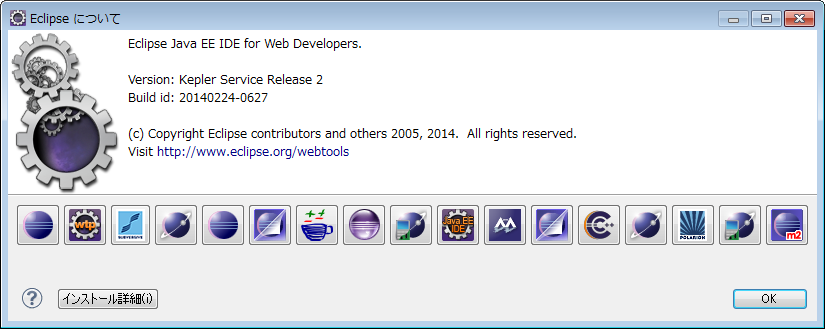 Eclipse について
Eclipse Java EE IDE for Web Developers.
Version: Kepler Service Release 2
Build id: 20140224-0627
(c) Copyright Eclipse contributors and others 2005, 2014.  All rights reserved.
Visit http://www.eclipse.org/webtools
wtp
SUBVERSIVE
Java EE
IDE
POLARION
m2
インストール詳細(i)
OK